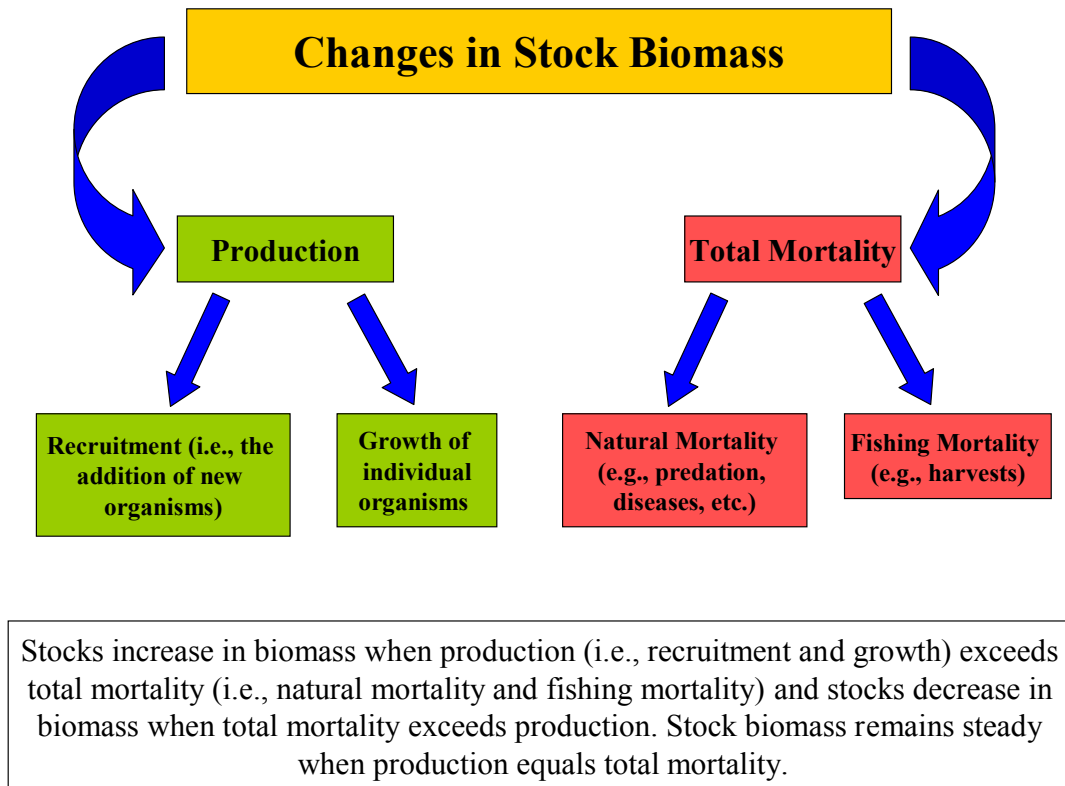 Changes in Stock Biomass
Production
Total Mortality
Recruitment (i.e., the
addition of new
organisms)
Growth of
individual
organisms
Natural Mortality
(e.g., predation,
diseases, etc.)
Fishing Mortality
(e.g., harvests)
Stocks increase in biomass when production (i.e., recruitment and growth) exceeds
total mortality (i.e., natural mortality and fishing mortality) and stocks decrease in
biomass when total mortality exceeds production. Stock biomass remains steady
when production equals total mortality.